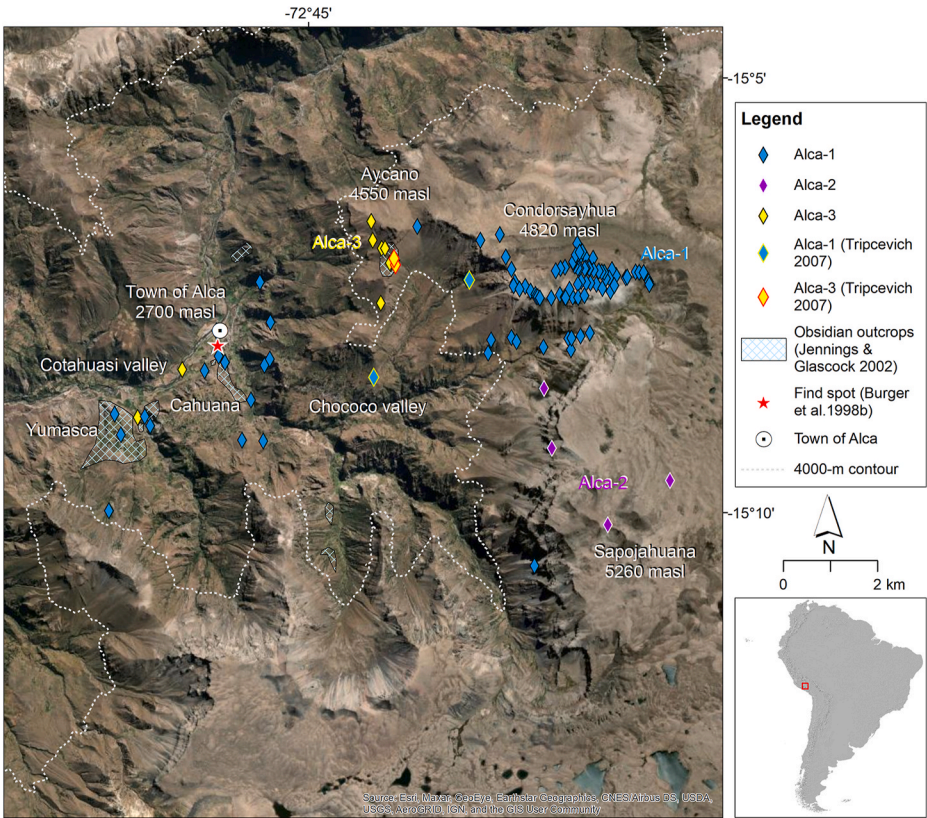 -72°45'
-15°5'
Aycano
4550 masl
Condorsayhua
4820 masl
Alca-3
Alca-1
Town of Alca
2700 masl
Cotahuasi valley
Cahuana
Chococo valley
Yumasca
Alca-2
-15°10'
Sapojahuana
5260 masl
Source: Esri, Maxar, GeoEye, Earthstar Geographics, CNES/Airbus DS, USDA,
USGS, AeroGRID, IGN, and the GIS User Community
Legend
Alca-1
Alca-2
Alca-3
Alca-1 (Tripcevich
2007)
Alca-3 (Tripcevich
2007)
Obsidian outcrops
(Jennings &
Glascock 2002)
Find spot (Burger
et al.1998b)
Town of Alca
4000-m contour
N
0 2 km